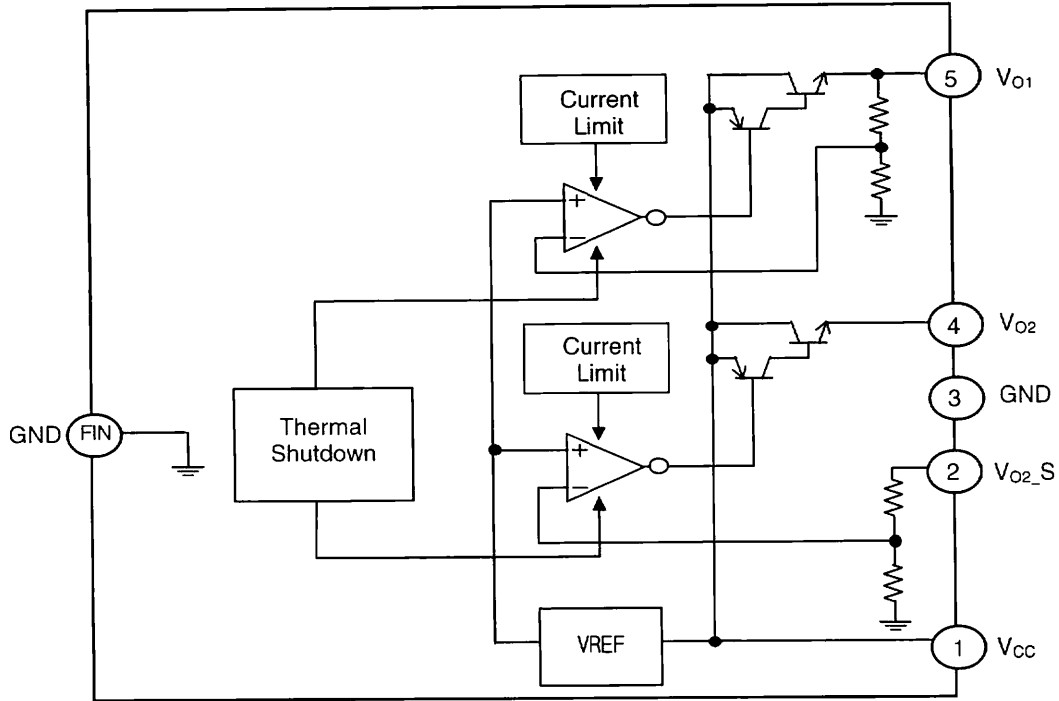 5 VO1
Current
Limit
+
−
4 VO2
Current
Limit
3 GND
Thermal
Shutdown
GND FIN
+
−
2 VO2_S
VREF
1 VCC